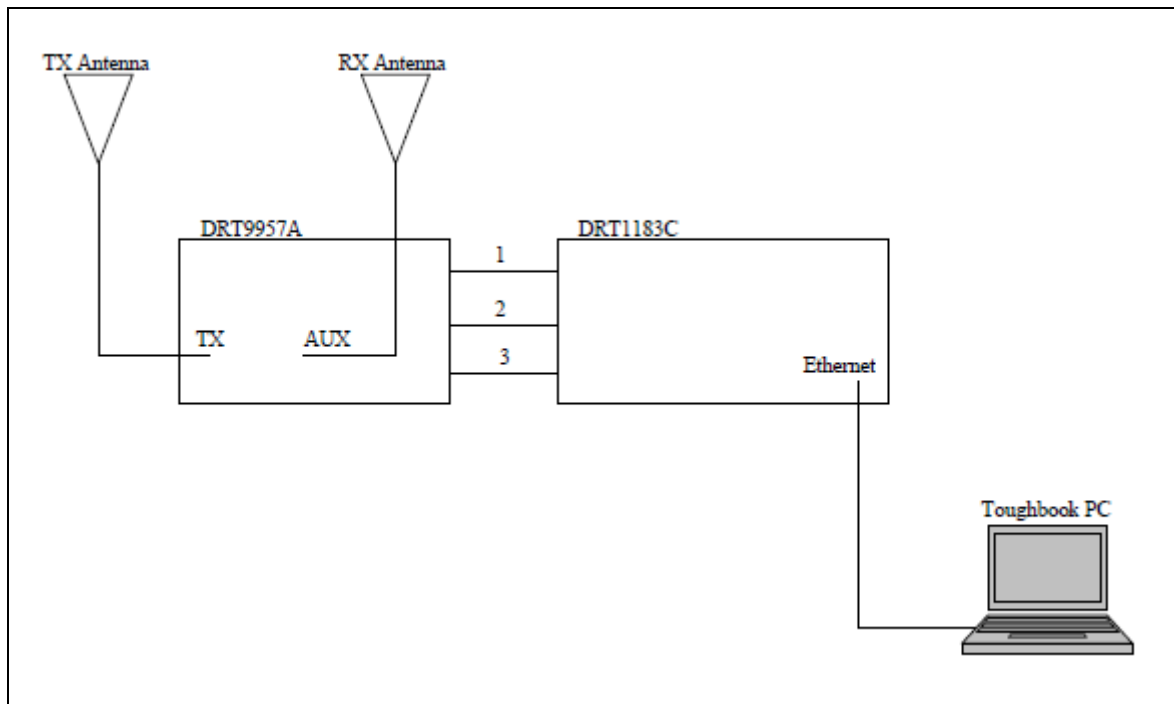 TX Antenna
RX Antenna
DRT9957A
DRT1183C
1
2
TX
AUX
3
Ethernet
Toughbook PC